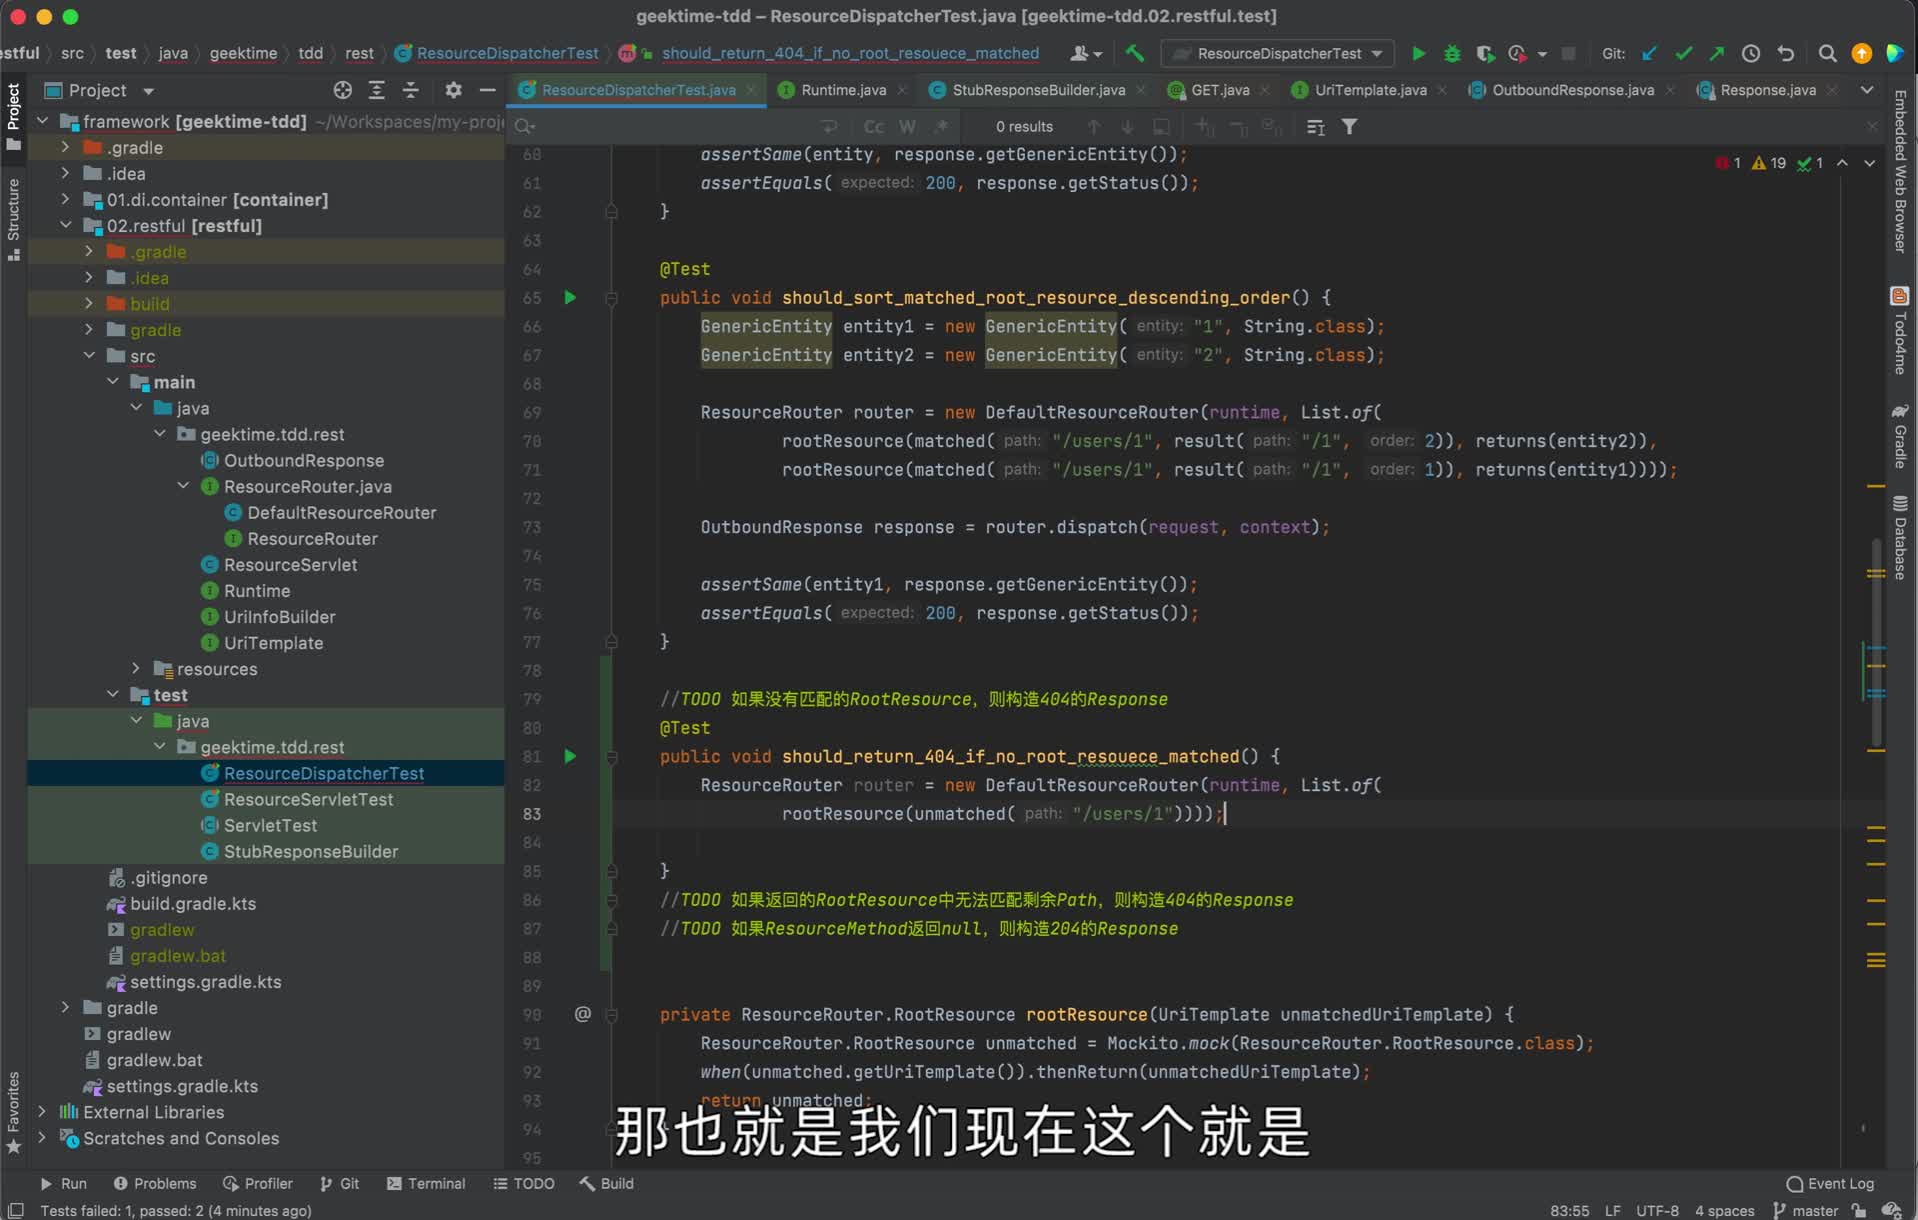 geektime-tdd – ResourceDispatcherTest.java [geektime-tdd.02.restful.test]
estful src test java geektime tdd rest ResourceDispatcherTest should_return_404_if_no_root_resouece_matched ResourceDispatcherTest Git:
Project
ResourceDispatcherTest.java Runtime.java StubResponseBuilder.java GET.java UriTemplate.java OutboundResponse.java Response.java
Cc W .* 0 results
1 19 1
Project
Structure
Favorites
framework [geektime-tdd] ~/Workspaces/my-proj
.gradle
.idea
01.di.container [container]
02.restful [restful]
.gradle
.idea
build
gradle
src
main
java
geektime.tdd.rest
OutboundResponse
ResourceRouter.java
DefaultResourceRouter
ResourceRouter
ResourceServlet
Runtime
UriInfoBuilder
UriTemplate
resources
test
java
geektime.tdd.rest
ResourceDispatcherTest
ResourceServletTest
ServletTest
StubResponseBuilder
.gitignore
build.gradle.kts
gradlew
gradlew.bat
settings.gradle.kts
gradle
gradlew
gradlew.bat
settings.gradle.kts
External Libraries
Scratches and Consoles
60 assertSame(entity, response.getGenericEntity());
61 assertEquals( expected: 200, response.getStatus());
62 }
63
64 @Test
65 public void should_sort_matched_root_resource_descending_order() {
66 GenericEntity entity1 = new GenericEntity( entity: "1", String.class);
67 GenericEntity entity2 = new GenericEntity( entity: "2", String.class);
68
69 ResourceRouter router = new DefaultResourceRouter(runtime, List.of(
70 rootResource(matched( path: "/users/1", result( path: "/1", order: 2)), returns(entity2)),
71 rootResource(matched( path: "/users/1", result( path: "/1", order: 1)), returns(entity1))));
72
73 OutboundResponse response = router.dispatch(request, context);
74
75 assertSame(entity1, response.getGenericEntity());
76 assertEquals( expected: 200, response.getStatus());
77 }
78
79 //TODO 如果没有匹配的RootResource，则构造404的Response
80 @Test
81 public void should_return_404_if_no_root_resouece_matched() {
82 ResourceRouter router = new DefaultResourceRouter(runtime, List.of(
83 rootResource(unmatched( path: "/users/1"))));
84
85 }
86 //TODO 如果返回的RootResource中无法匹配剩余Path，则构造404的Response
87 //TODO 如果ResourceMethod返回null，则构造204的Response
88
89
90 @ private ResourceRouter.RootResource rootResource(UriTemplate unmatchedUriTemplate) {
91 ResourceRouter.RootResource unmatched = Mockito.mock(ResourceRouter.RootResource.class);
92 when(unmatched.getUriTemplate()).thenReturn(unmatchedUriTemplate);
93 return unmatched;
94
95
那也就是我们现在这个就是
Embedded Web Browser
Todo4me
Gradle
Database
Run Problems Profiler Git Terminal TODO Build Event Log
Tests failed: 1, passed: 2 (4 minutes ago) 83:55 LF UTF-8 4 spaces master